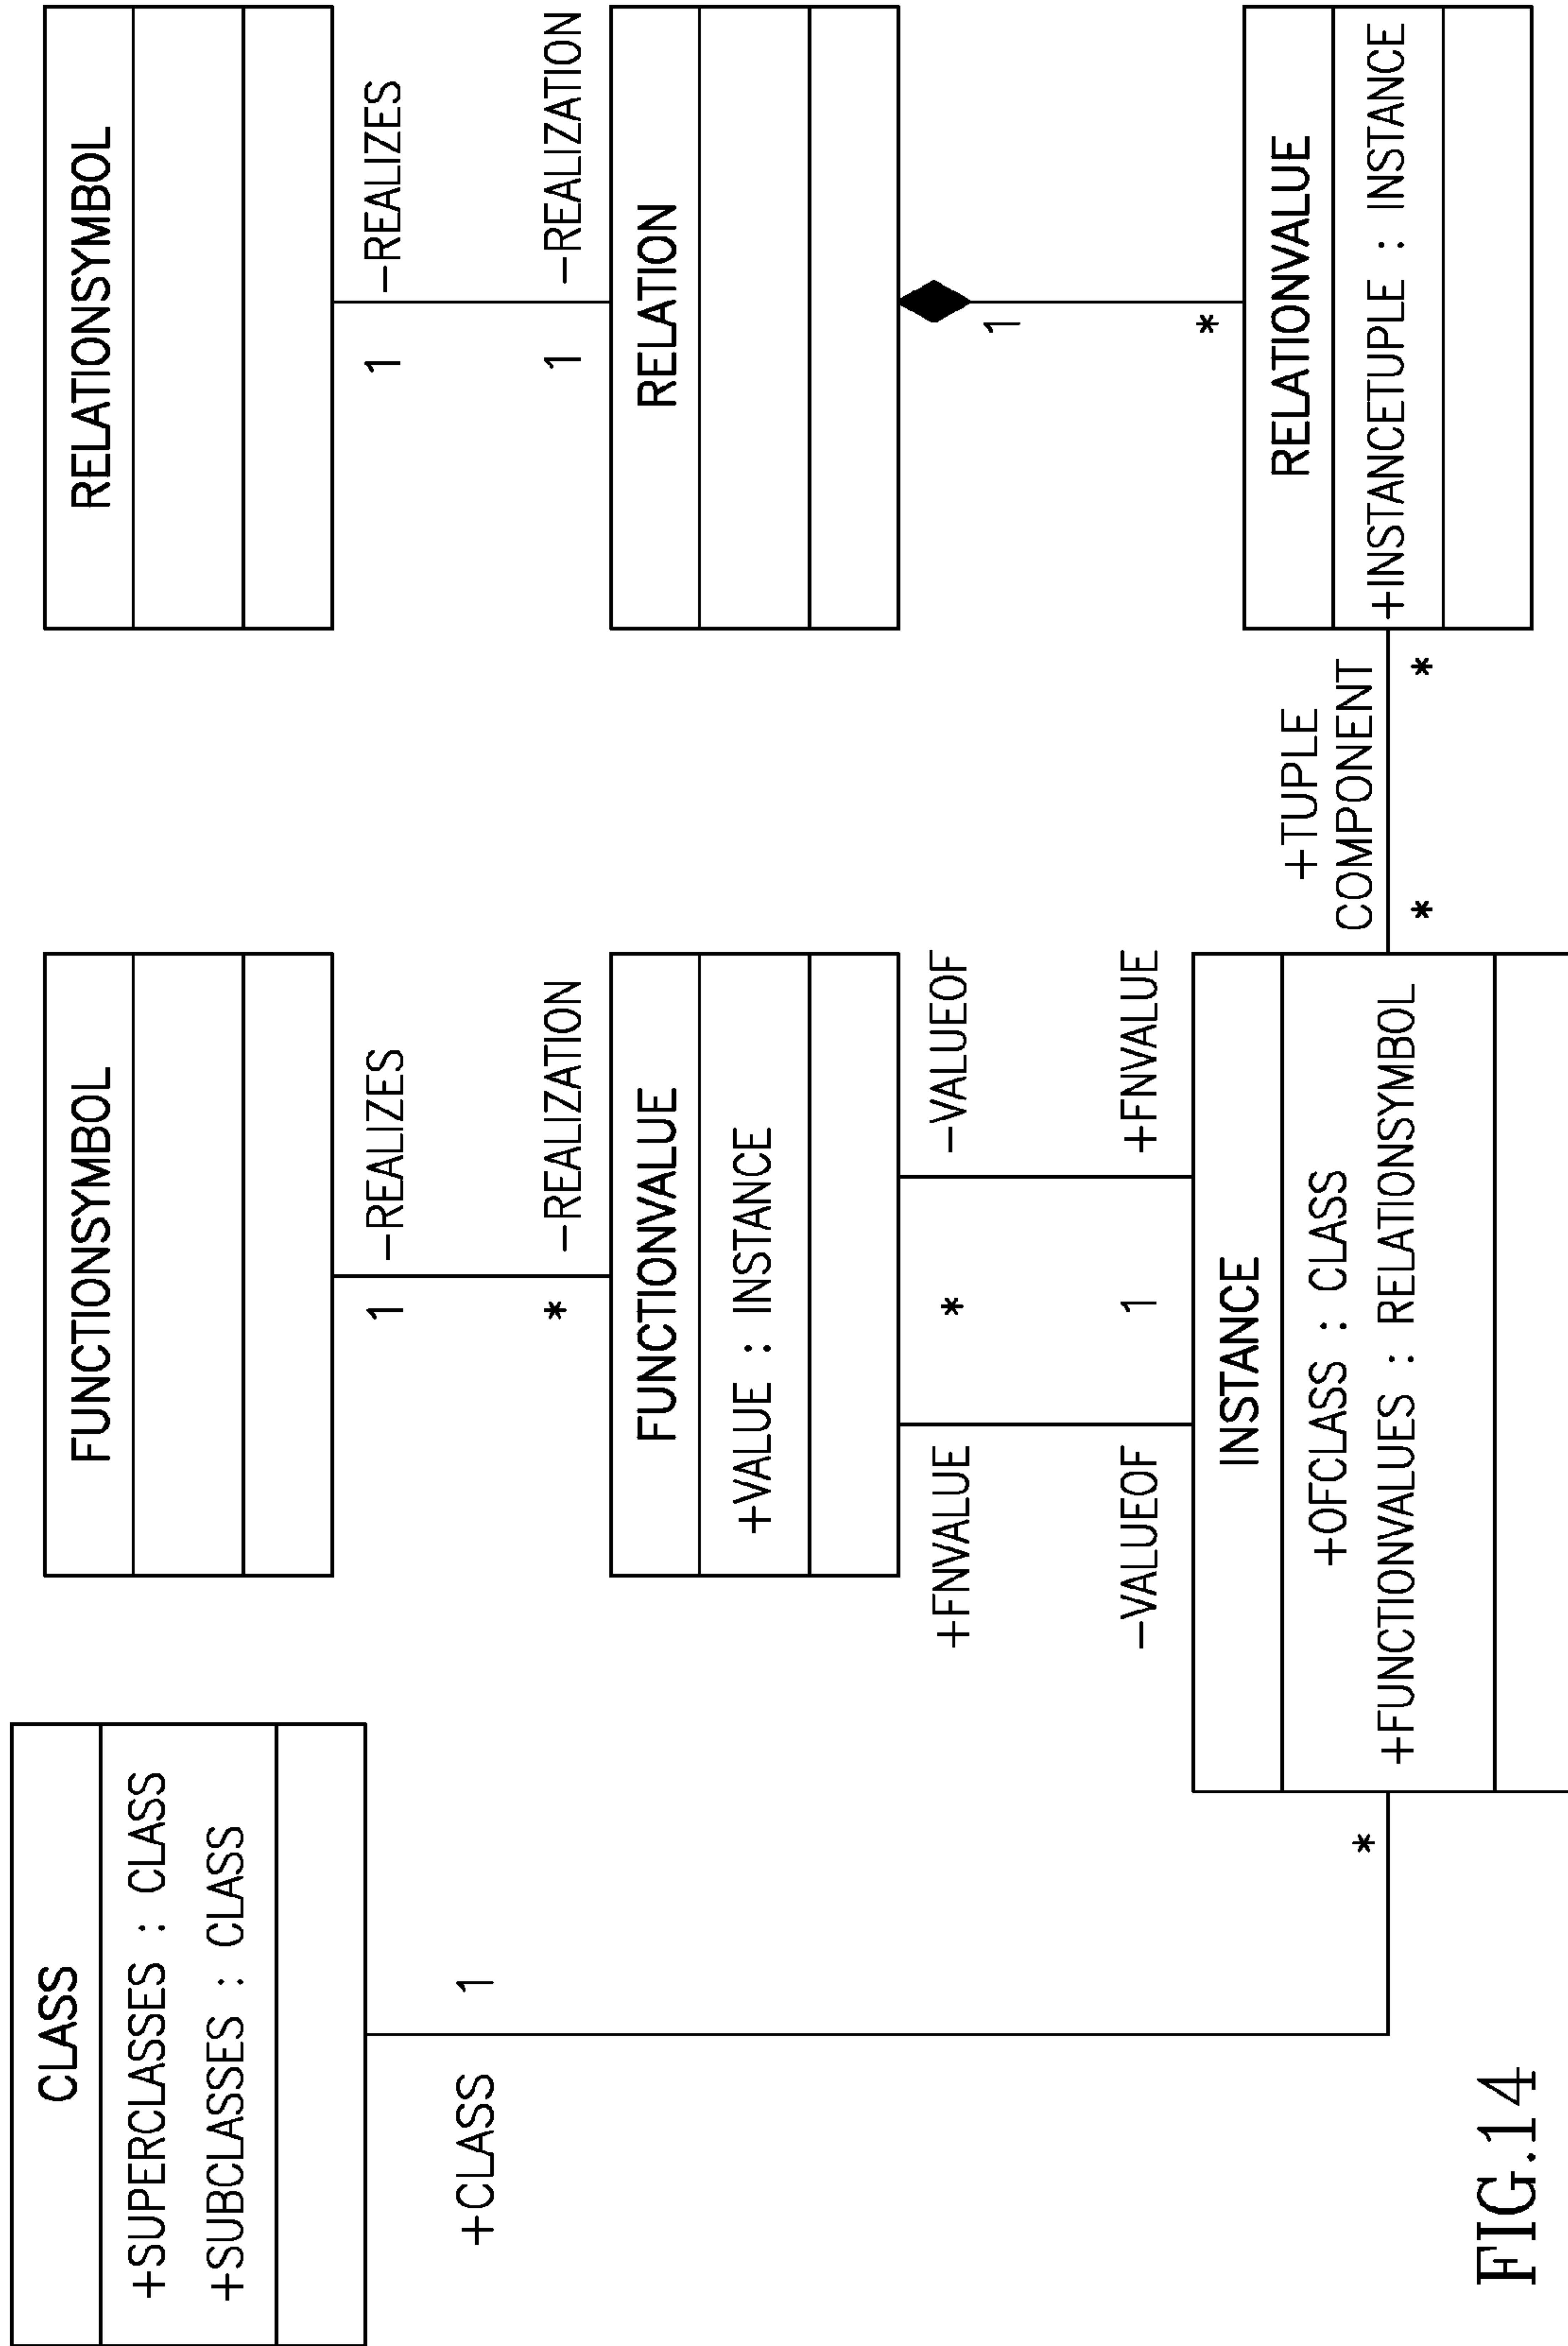 CLASS
+SUPERCLASSES : CLASS
+SUBCLASSES : CLASS
+CLASS
1
*
FUNCTIONSYMBOL
1
-REALIZES
*
-REALIZATION
FUNCTIONVALUE
+VALUE : INSTANCE
+FNVALUE
*
-VALUEOF
-VALUEOF
1
+FNVALUE
INSTANCE
+OFCLASS : CLASS
+FUNCTIONVALUES : RELATIONSYMBOL
RELATIONSYMBOL
1
-REALIZES
1
-REALIZATION
RELATION
1
*
+TUPLE
COMPONENT
*
*
RELATIONVALUE
+INSTANCETUPLE : INSTANCE
FIG.14